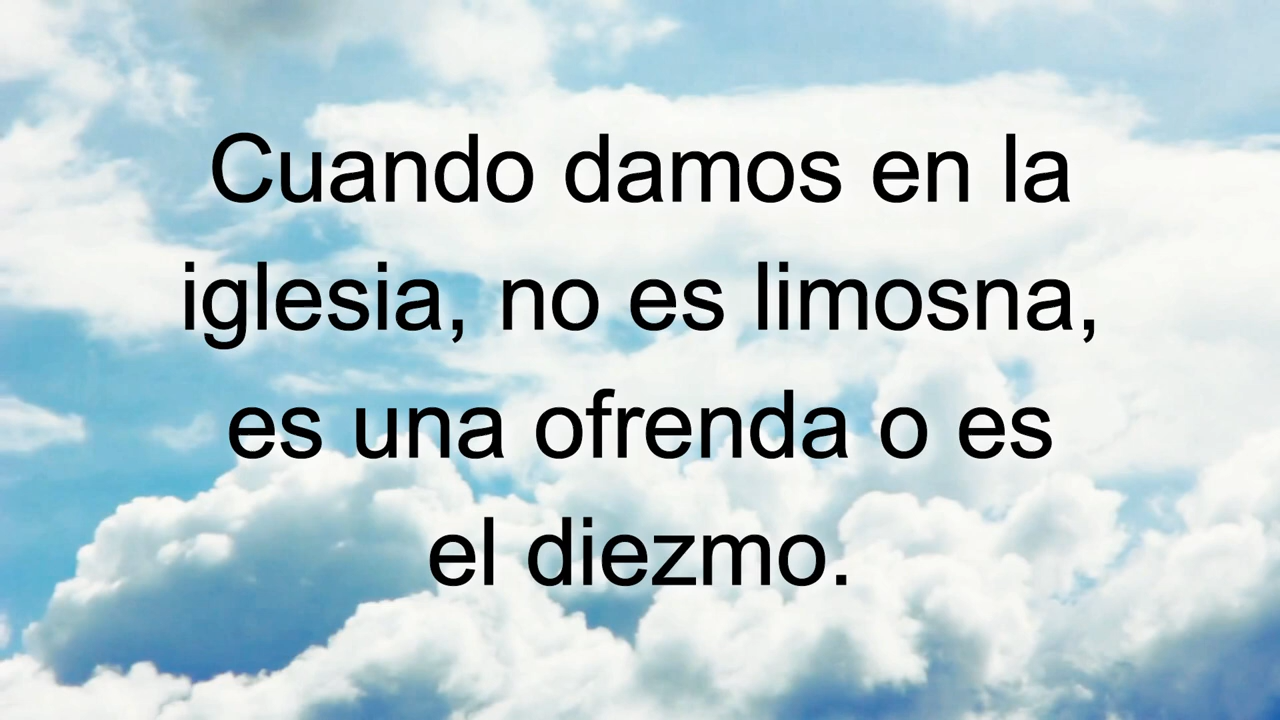 Cuando damos en la
iglesia, no es limosna,
es una ofrenda o es
el diezmo.